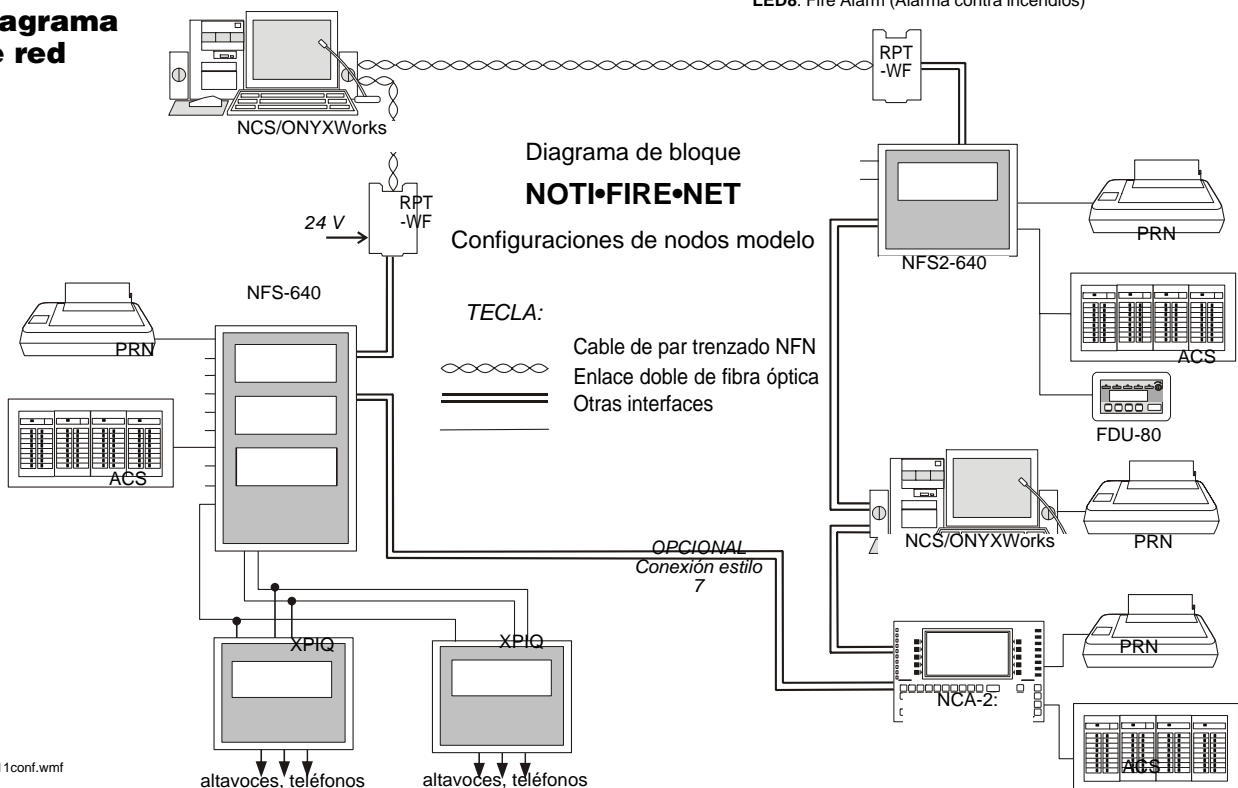 LED8: Fire Alarm (Alarma contra incendios)
agrama
e red
NCS/ONYXWorks
RPT
-WF
Diagrama de bloque
NOTI•FIRE•NET
Configuraciones de nodos modelo
RPT
-WF
24 V
PRN
NFS2-640
NFS-640
TECLA:
Cable de par trenzado NFN
Enlace doble de fibra óptica
Otras interfaces
PRN
ACS
FDU-80
ACS
NCS/ONYXWorks
PRN
OPCIONAL
Conexión estilo
7
XPIQ
XPIQ
PRN
NCA-2:
ACS
1conf.wmf
altavoces, teléfonos
altavoces, teléfonos